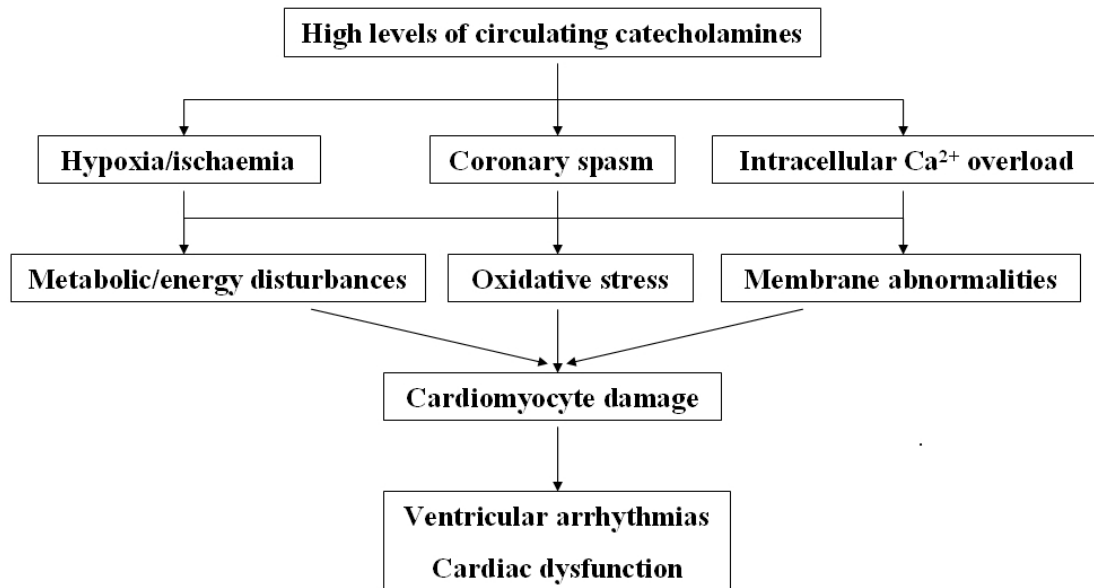 High levels of circulating catecholamines
Hypoxia/ischaemia
Coronary spasm
Intracellular Ca²⁺ overload
Metabolic/energy disturbances
Oxidative stress
Membrane abnormalities
Cardiomyocyte damage
Ventricular arrhythmias
Cardiac dysfunction